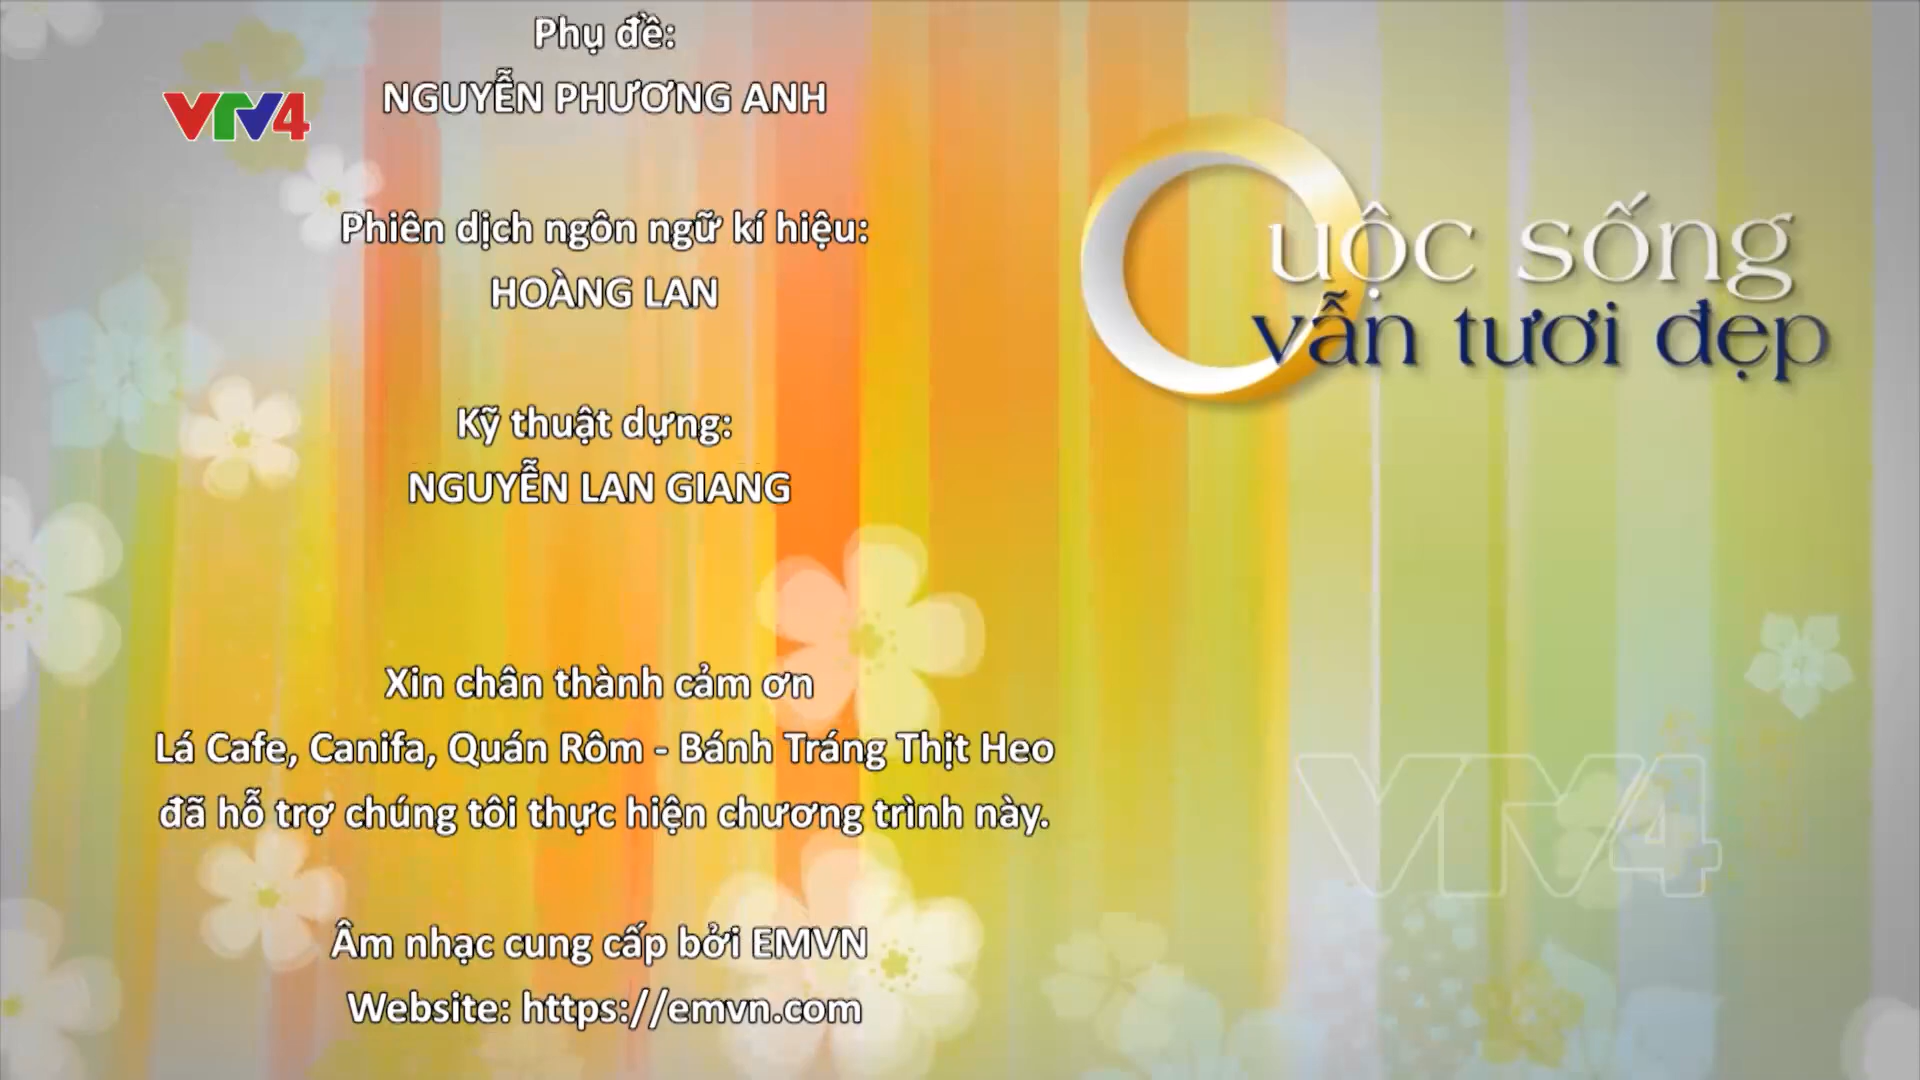 Phụ đề:
NGUYỄN PHƯƠNG ANH
VTV4
Phiên dịch ngôn ngữ kí hiệu:
HOÀNG LAN
Kỹ thuật dựng:
NGUYỄN LAN GIANG
Xin chân thành cảm ơn
Lá Cafe, Canifa, Quán Rôm - Bánh Tráng Thịt Heo
đã hỗ trợ chúng tôi thực hiện chương trình này.
Âm nhạc cung cấp bởi EMVN
Website: https://emvn.com
Cuộc sống
vẫn tươi đẹp
VTV4